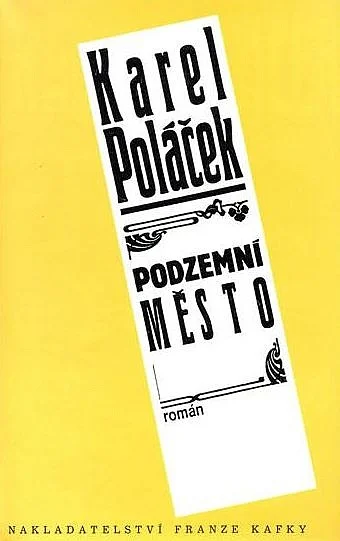 Karel
Poláček
PODZEMNÍ
MĚSTO
román
NAKLADATELSTVÍ FRANZE KAFKY